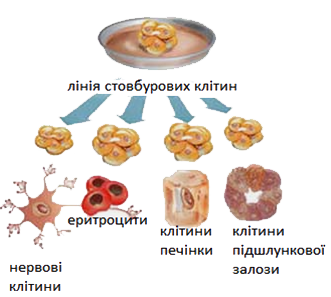 лінія стовбурових клітин
еритроцити
нервові
клітини
клітини
печінки
клітини
підшлункової
залози